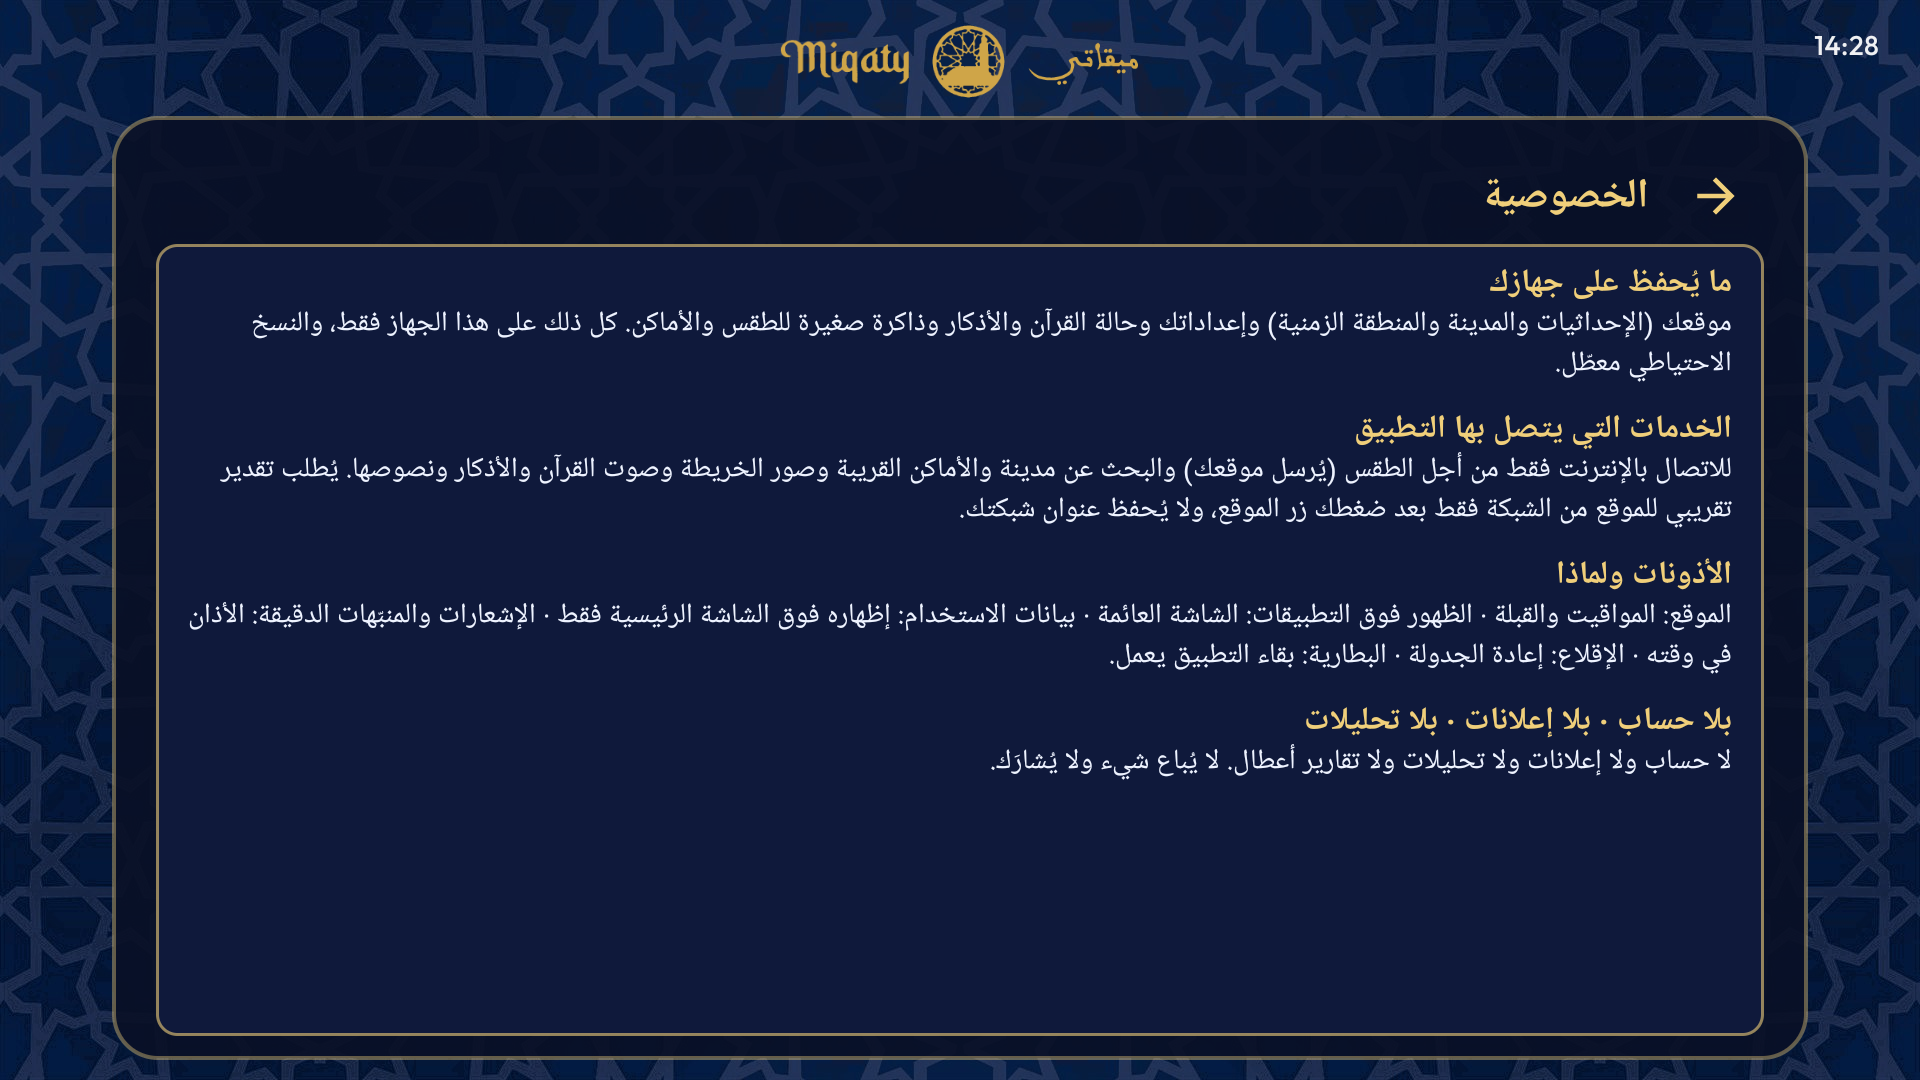 14:28
Miqaty
ميقاتي
الخصوصية
ما يُحفظ على جهازك
موقعك (الإحداثيات والمدينة والمنطقة الزمنية) وإعداداتك وحالة القرآن والأذكار وذاكرة صغيرة للطقس والأماكن. كل ذلك على هذا الجهاز فقط، والنسخ
الاحتياطي معطّل.
الخدمات التي يتصل بها التطبيق
للاتصال بالإنترنت فقط من أجل الطقس (يُرسل موقعك) والبحث عن مدينة والأماكن القريبة وصور الخريطة وصوت القرآن والأذكار ونصوصها. يُطلب تقدير
تقريبي للموقع من الشبكة فقط بعد ضغطك زر الموقع، ولا يُحفظ عنوان شبكتك.
الأذونات ولماذا
الموقع: المواقيت والقبلة · الظهور فوق التطبيقات: الشاشة العائمة · بيانات الاستخدام: إظهاره فوق الشاشة الرئيسية فقط · الإشعارات والمنبّهات الدقيقة: الأذان
في وقته · الإقلاع: إعادة الجدولة · البطارية: بقاء التطبيق يعمل.
بلا حساب · بلا إعلانات · بلا تحليلات
لا حساب ولا إعلانات ولا تحليلات ولا تقارير أعطال. لا يُباع شيء ولا يُشارَك.